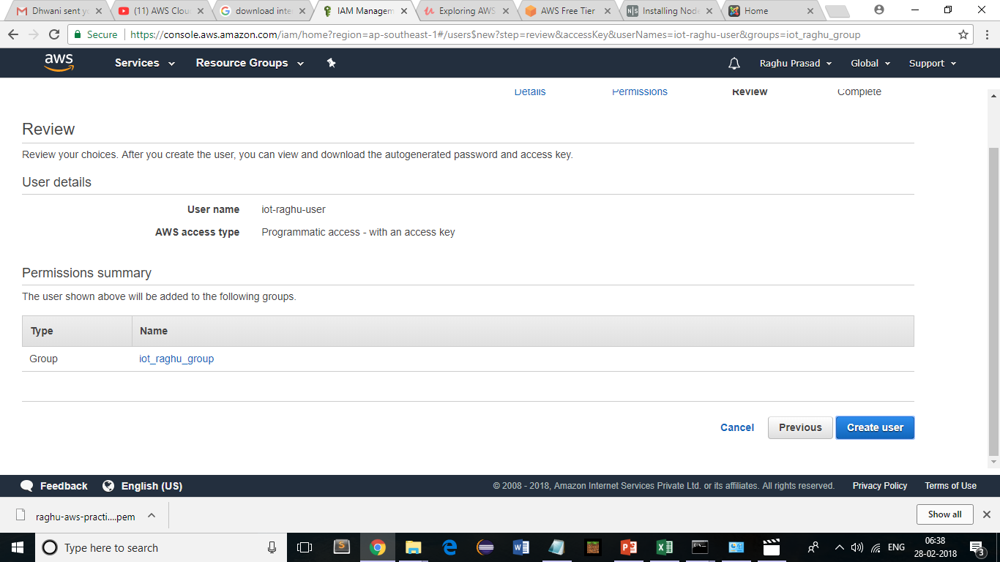 Dhwani sent yo
(11) AWS Clou
download inte
IAM Managem
Exploring AWS
AWS Free Tier
Installing Node
Home
Secure https://console.aws.amazon.com/iam/home?region=ap-southeast-1#/users$new?step=review&accessKey&userNames=iot-raghu-user&groups=iot_raghu_group
aws Services Resource Groups Raghu Prasad Global Support
Details Permissions Review Complete
Review
Review your choices. After you create the user, you can view and download the autogenerated password and access key.
User details
User name iot-raghu-user
AWS access type Programmatic access - with an access key
Permissions summary
The user shown above will be added to the following groups.
Type Name
Group iot_raghu_group
Cancel Previous Create user
Feedback English (US) © 2008 - 2018, Amazon Internet Services Private Ltd. or its affiliates. All rights reserved. Privacy Policy Terms of Use
raghu-aws-practi....pem Show all
Type here to search ENG 06:38
28-02-2018 3